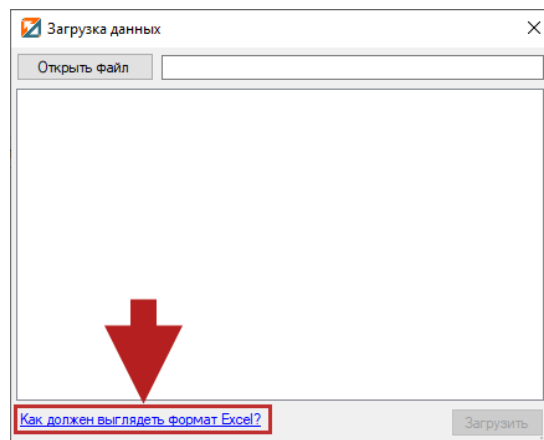 Загрузка данных
Открыть файл
Как должен выглядеть формат Excel?
Загрузить